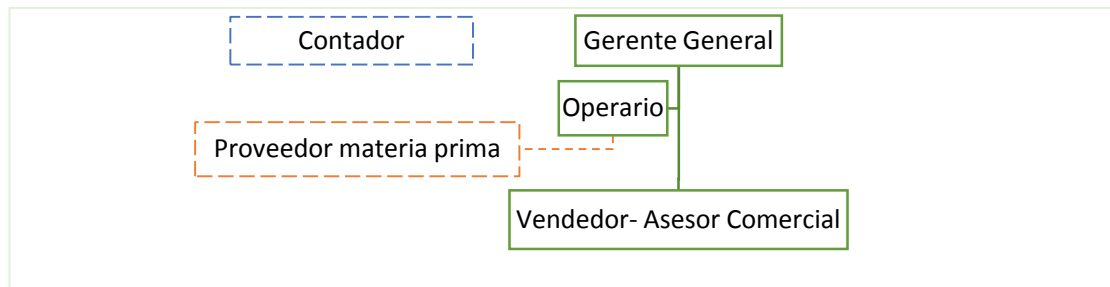 Contador
Gerente General
Operario
Proveedor materia prima
Vendedor- Asesor Comercial